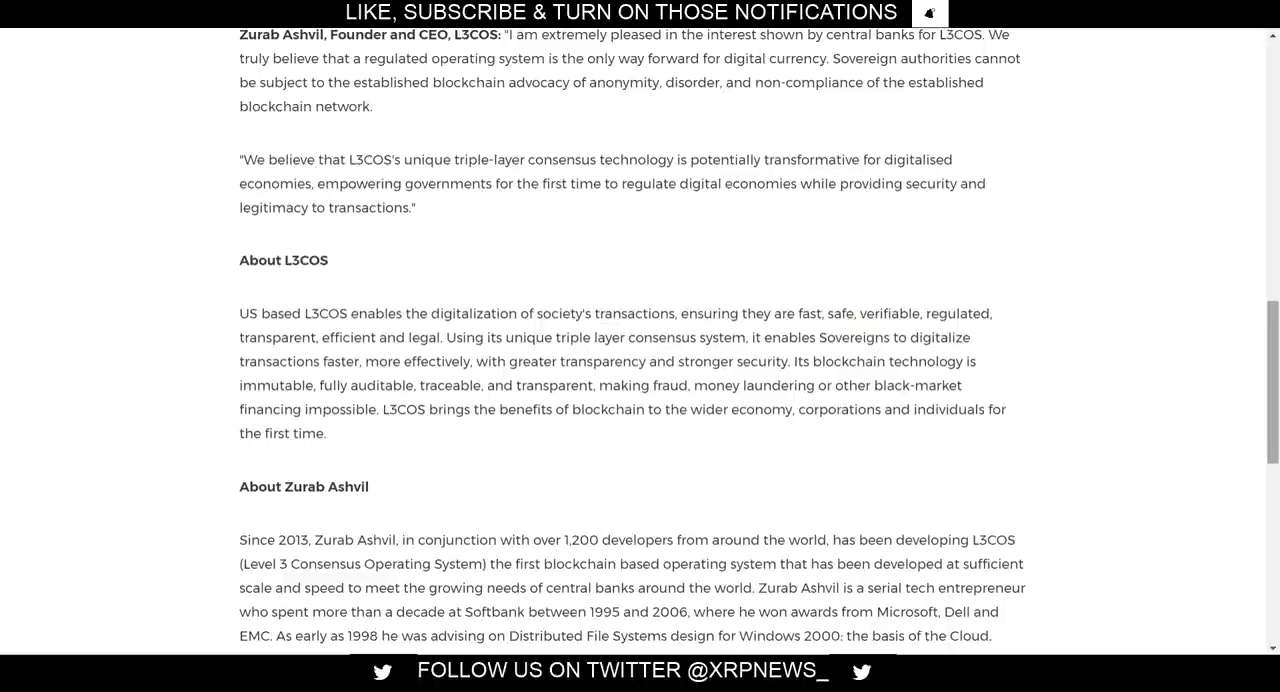 LIKE, SUBSCRIBE & TURN ON THOSE NOTIFICATIONS
Zurab Ashvil, Founder and CEO, L3COS: "I am extremely pleased in the interest shown by central banks for L3COS. We
truly believe that a regulated operating system is the only way forward for digital currency. Sovereign authorities cannot
be subject to the established blockchain advocacy of anonymity, disorder, and non-compliance of the established
blockchain network.
"We believe that L3COS's unique triple-layer consensus technology is potentially transformative for digitalised
economies, empowering governments for the first time to regulate digital economies while providing security and
legitimacy to transactions."
About L3COS
US based L3COS enables the digitalization of society's transactions, ensuring they are fast, safe, verifiable, regulated,
transparent, efficient and legal. Using its unique triple layer consensus system, it enables Sovereigns to digitalize
transactions faster, more effectively, with greater transparency and stronger security. Its blockchain technology is
immutable, fully auditable, traceable, and transparent, making fraud, money laundering or other black-market
financing impossible. L3COS brings the benefits of blockchain to the wider economy, corporations and individuals for
the first time.
About Zurab Ashvil
Since 2013, Zurab Ashvil, in conjunction with over 1,200 developers from around the world, has been developing L3COS
(Level 3 Consensus Operating System) the first blockchain based operating system that has been developed at sufficient
scale and speed to meet the growing needs of central banks around the world. Zurab Ashvil is a serial tech entrepreneur
who spent more than a decade at Softbank between 1995 and 2006, where he won awards from Microsoft, Dell and
EMC. As early as 1998 he was advising on Distributed File Systems design for Windows 2000; the basis of the Cloud.
FOLLOW US ON TWITTER @XRPNEWS_